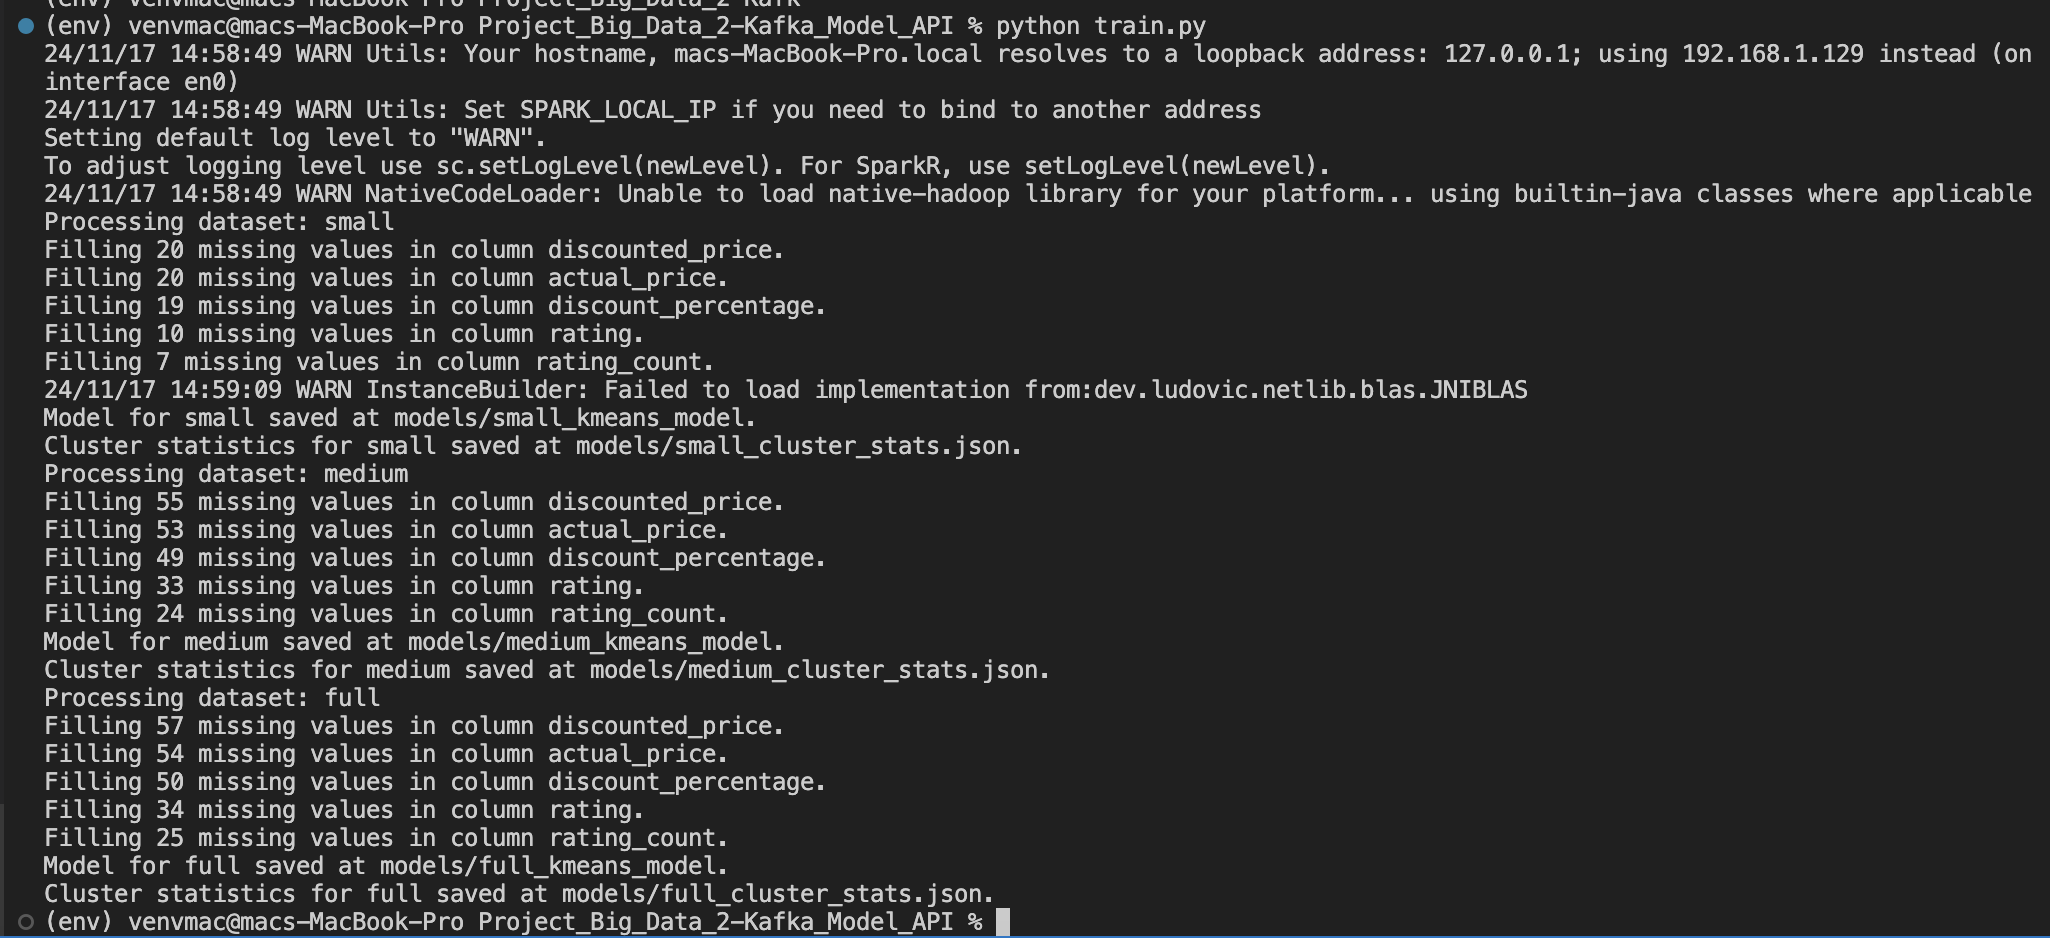 (env) venvmac@macs-MacBook-Pro Project_Big_Data_2-Kafk
(env) venvmac@macs-MacBook-Pro Project_Big_Data_2-Kafka_Model_API % python train.py
24/11/17 14:58:49 WARN Utils: Your hostname, macs-MacBook-Pro.local resolves to a loopback address: 127.0.0.1; using 192.168.1.129 instead (on
interface en0)
24/11/17 14:58:49 WARN Utils: Set SPARK_LOCAL_IP if you need to bind to another address
Setting default log level to "WARN".
To adjust logging level use sc.setLogLevel(newLevel). For SparkR, use setLogLevel(newLevel).
24/11/17 14:58:49 WARN NativeCodeLoader: Unable to load native-hadoop library for your platform... using builtin-java classes where applicable
Processing dataset: small
Filling 20 missing values in column discounted_price.
Filling 20 missing values in column actual_price.
Filling 19 missing values in column discount_percentage.
Filling 10 missing values in column rating.
Filling 7 missing values in column rating_count.
24/11/17 14:59:09 WARN InstanceBuilder: Failed to load implementation from:dev.ludovic.netlib.blas.JNIBLAS
Model for small saved at models/small_kmeans_model.
Cluster statistics for small saved at models/small_cluster_stats.json.
Processing dataset: medium
Filling 55 missing values in column discounted_price.
Filling 53 missing values in column actual_price.
Filling 49 missing values in column discount_percentage.
Filling 33 missing values in column rating.
Filling 24 missing values in column rating_count.
Model for medium saved at models/medium_kmeans_model.
Cluster statistics for medium saved at models/medium_cluster_stats.json.
Processing dataset: full
Filling 57 missing values in column discounted_price.
Filling 54 missing values in column actual_price.
Filling 50 missing values in column discount_percentage.
Filling 34 missing values in column rating.
Filling 25 missing values in column rating_count.
Model for full saved at models/full_kmeans_model.
Cluster statistics for full saved at models/full_cluster_stats.json.
(env) venvmac@macs-MacBook-Pro Project_Big_Data_2-Kafka_Model_API %